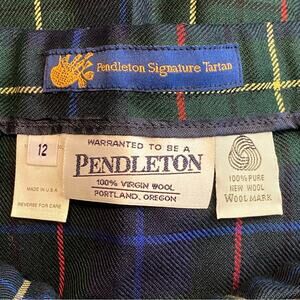 Pendleton Signature Tartan
12
MADE IN U.S.A
REVERSE FOR CARE
WARRANTED TO BE A
PENDLETON
100% VIRGIN WOOL
PORTLAND, OREGON
100% PURE
NEW WOOL
WOOLMARK